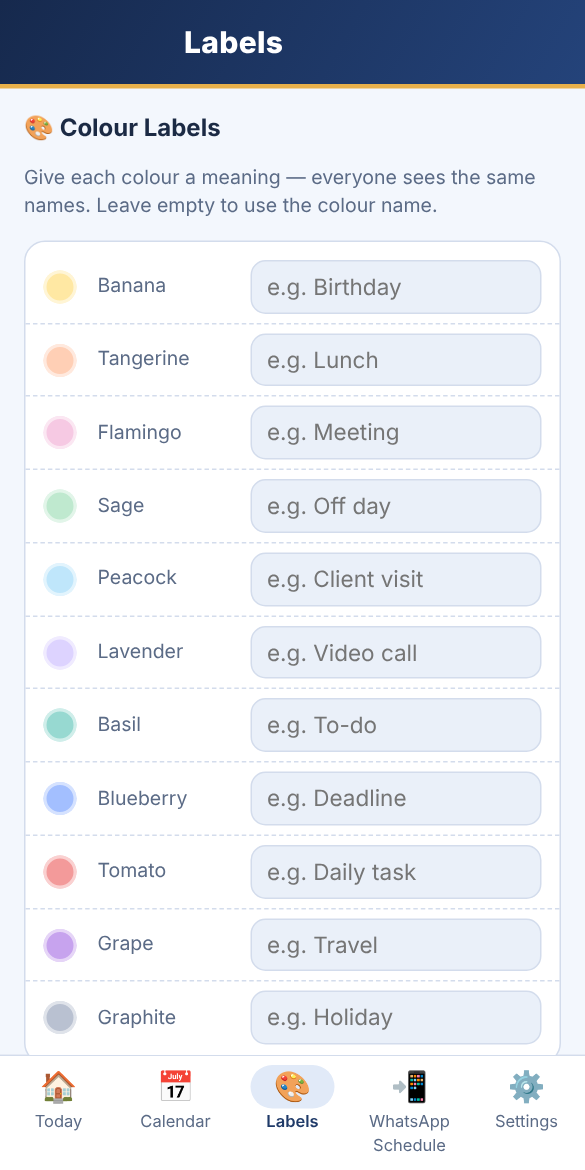 Labels
🎨 Colour Labels
Give each colour a meaning — everyone sees the same
names. Leave empty to use the colour name.
Banana e.g. Birthday
Tangerine e.g. Lunch
Flamingo e.g. Meeting
Sage e.g. Off day
Peacock e.g. Client visit
Lavender e.g. Video call
Basil e.g. To-do
Blueberry e.g. Deadline
Tomato e.g. Daily task
Grape e.g. Travel
Graphite e.g. Holiday
July
17
Today Calendar Labels WhatsApp Settings
Schedule